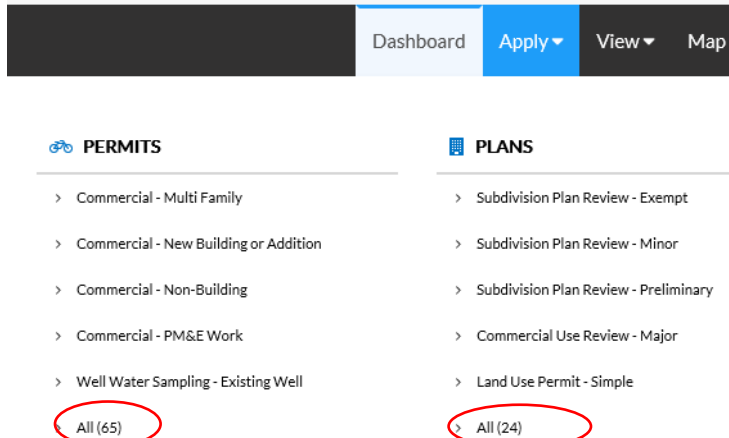 Dashboard Apply View Map
PERMITS
Commercial - Multi Family
Commercial - New Building or Addition
Commercial - Non-Building
Commercial - PM&E Work
Well Water Sampling - Existing Well
All (65)
PLANS
Subdivision Plan Review - Exempt
Subdivision Plan Review - Minor
Subdivision Plan Review - Preliminary
Commercial Use Review - Major
Land Use Permit - Simple
All (24)